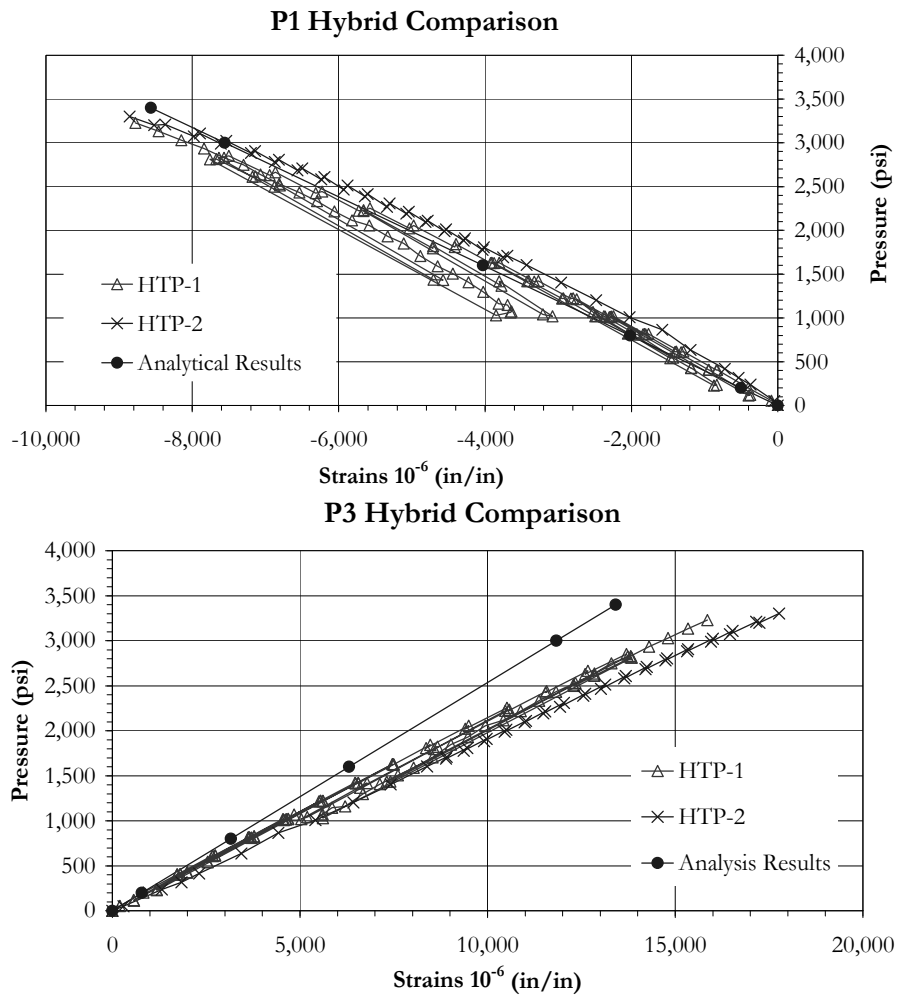 P1 Hybrid Comparison
4,000
3,500
3,000
2,500
2,000
1,500
1,000
500
0
Pressure (psi)
HTP-1
HTP-2
Analytical Results
-10,000 -8,000 -6,000 -4,000 -2,000 0
Strains 10⁻⁶ (in/in)
P3 Hybrid Comparison
4,000
3,500
3,000
2,500
2,000
1,500
1,000
500
0
Pressure (psi)
HTP-1
HTP-2
Analysis Results
0 5,000 10,000 15,000 20,000
Strains 10⁻⁶ (in/in)